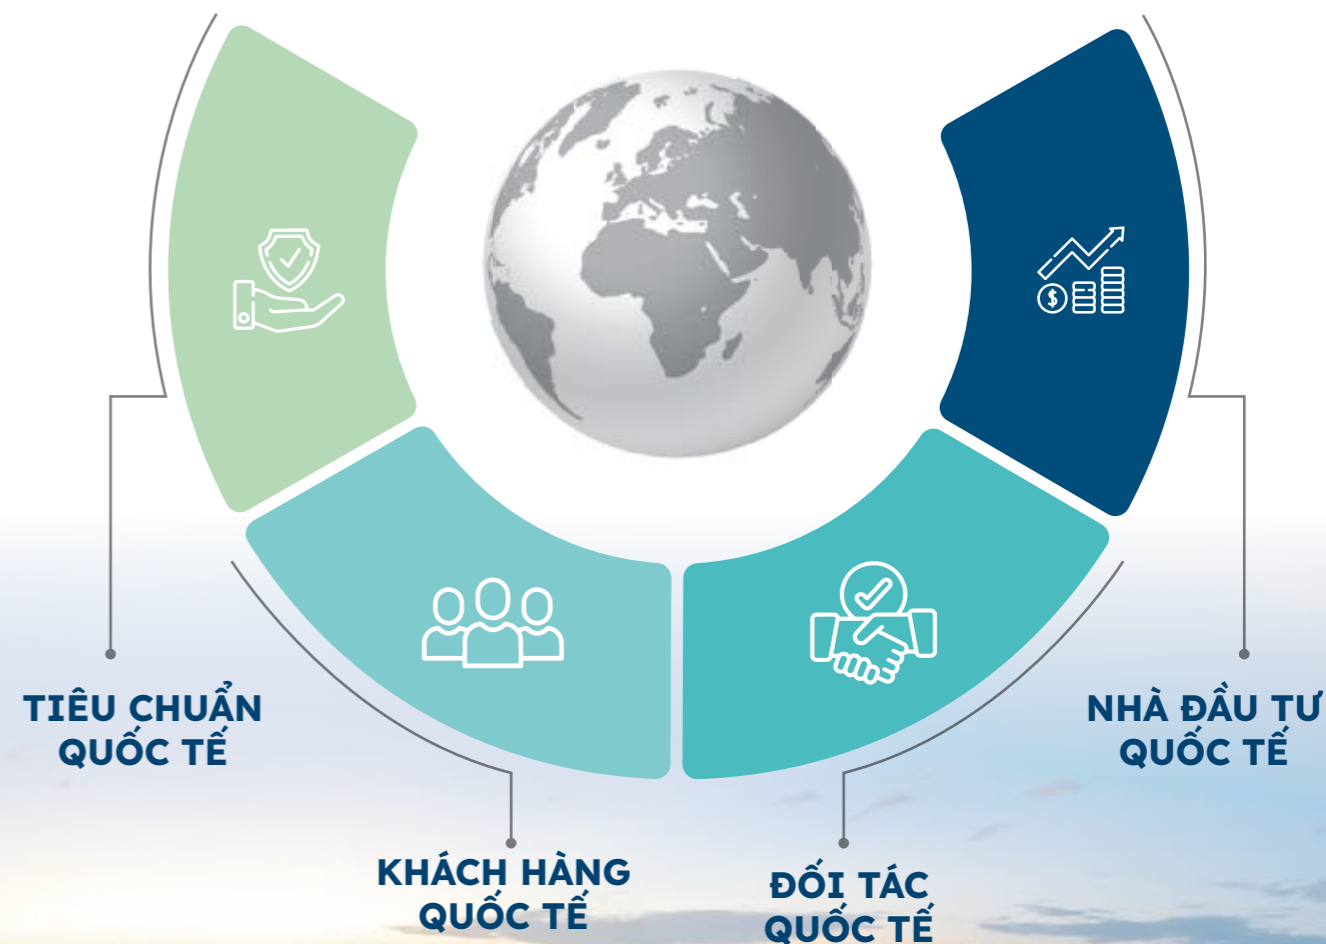 TIÊU CHUẨN
QUỐC TẾ
KHÁCH HÀNG
QUỐC TẾ
ĐỐI TÁC
QUỐC TẾ
NHÀ ĐẦU TƯ
QUỐC TẾ
$